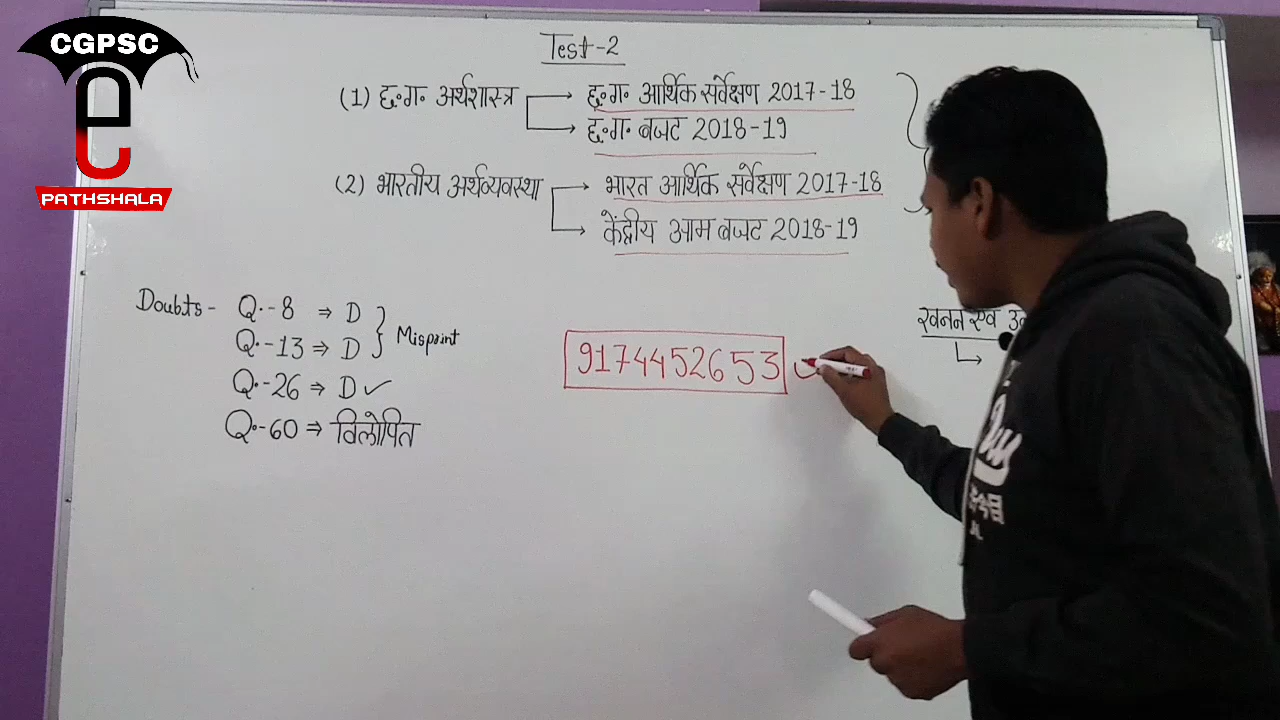 CGPSC
e
PATHSHALA
Test-2
(1) छ.ग. अर्थशास्त्र
छ.ग. आर्थिक सर्वेक्षण 2017-18
छ.ग. बजट 2018-19
(2) भारतीय अर्थव्यवस्था
भारत आर्थिक सर्वेक्षण 2017-18
केंद्रीय आम बजट 2018-19
Doubts - Q.-8 ⇒ D
Q.-13 ⇒ D } Misprint
Q.-26 ⇒ D ✓
Q.-60 ⇒ विलोपित
9174452653
खनन एवं